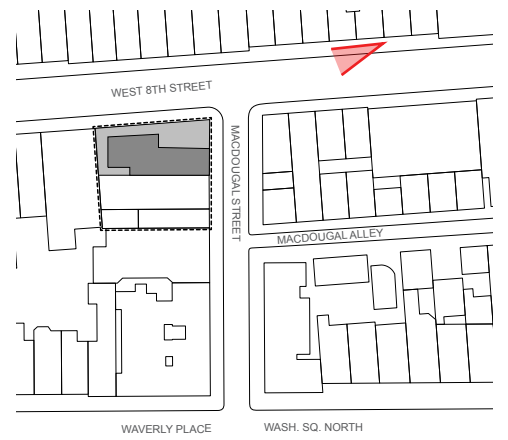 WEST 8TH STREET
MACDOUGAL STREET
MACDOUGAL ALLEY
WAVERLY PLACE
WASH. SQ. NORTH